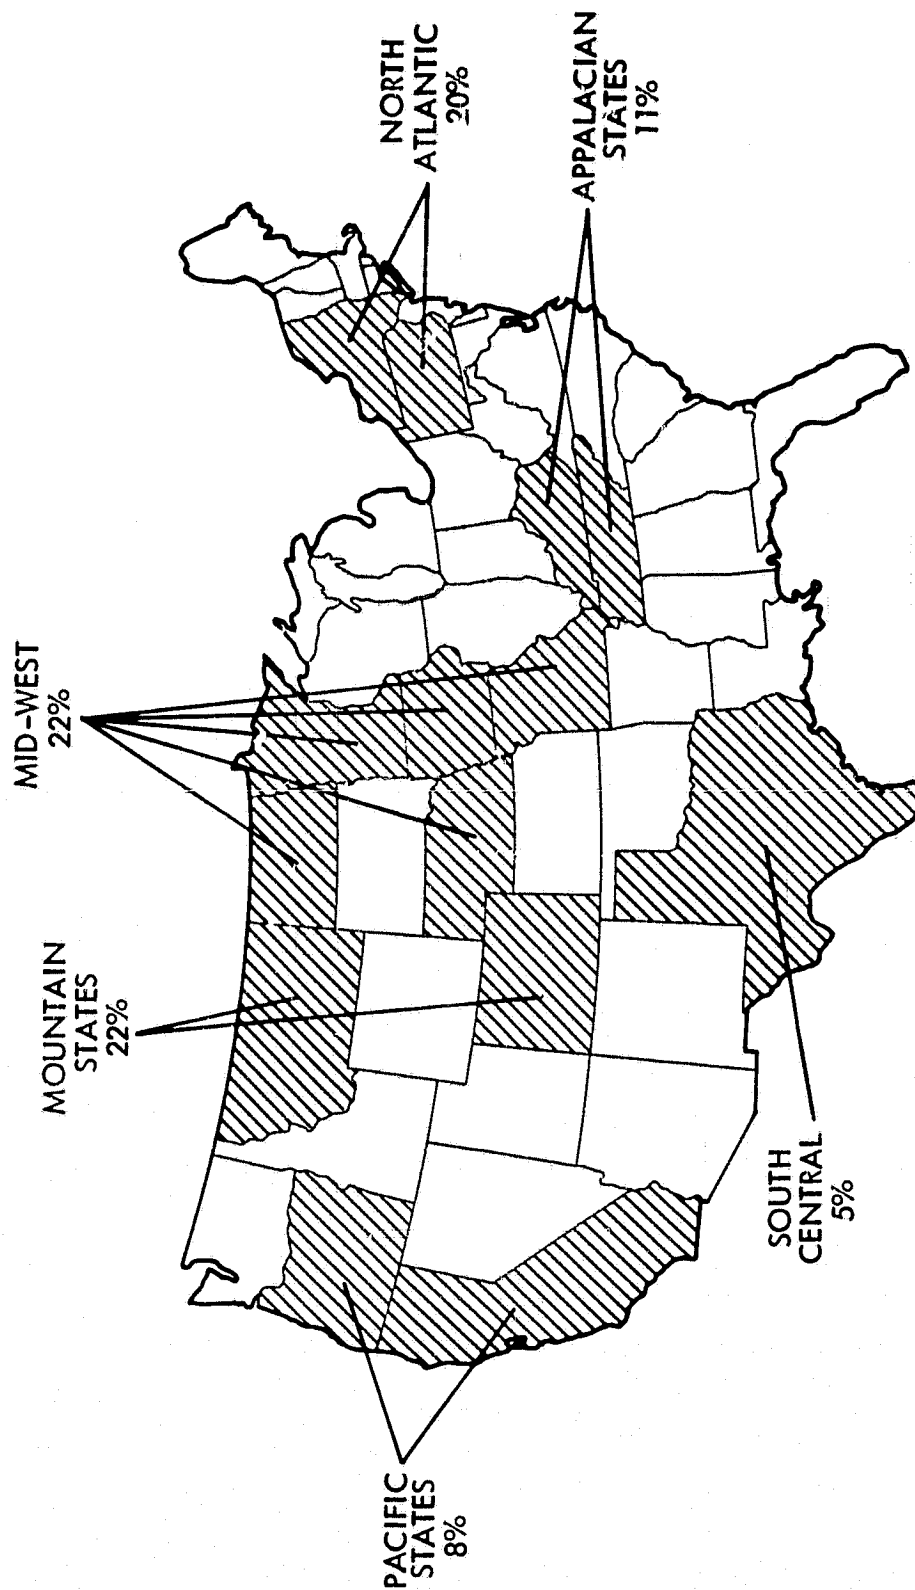 MID-WEST
22%
MOUNTAIN
STATES
22%
NORTH
ATLANTIC
20%
PACIFIC
STATES
8%
APPALACIAN
STATES
11%
SOUTH
CENTRAL
5%